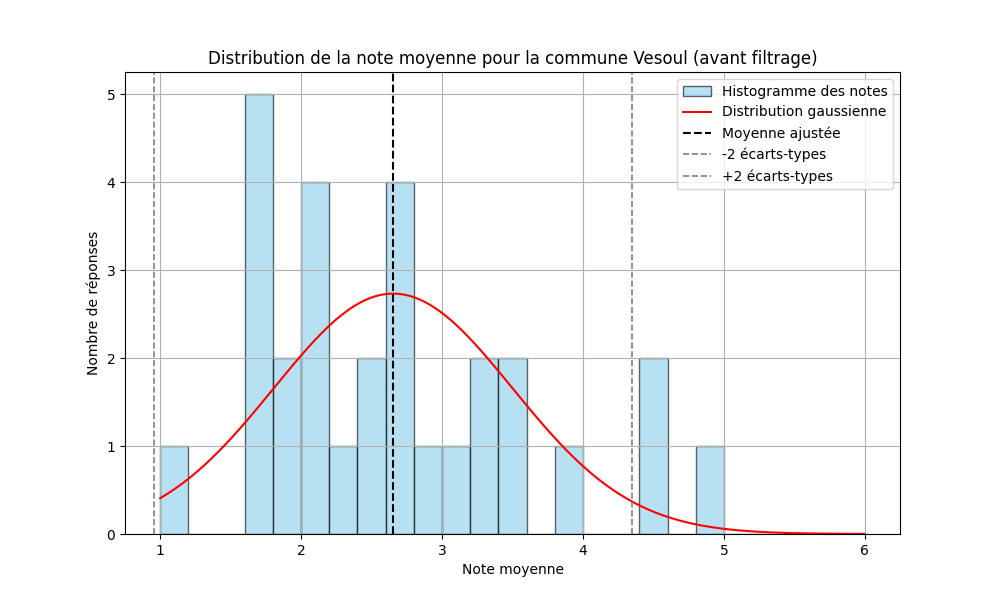 Distribution de la note moyenne pour la commune Vesoul (avant filtrage)
Histogramme des notes
Distribution gaussienne
Moyenne ajustée
-2 écarts-types
+2 écarts-types
Nombre de réponses
5
4
3
2
1
0
1
2
3
4
5
6
Note moyenne